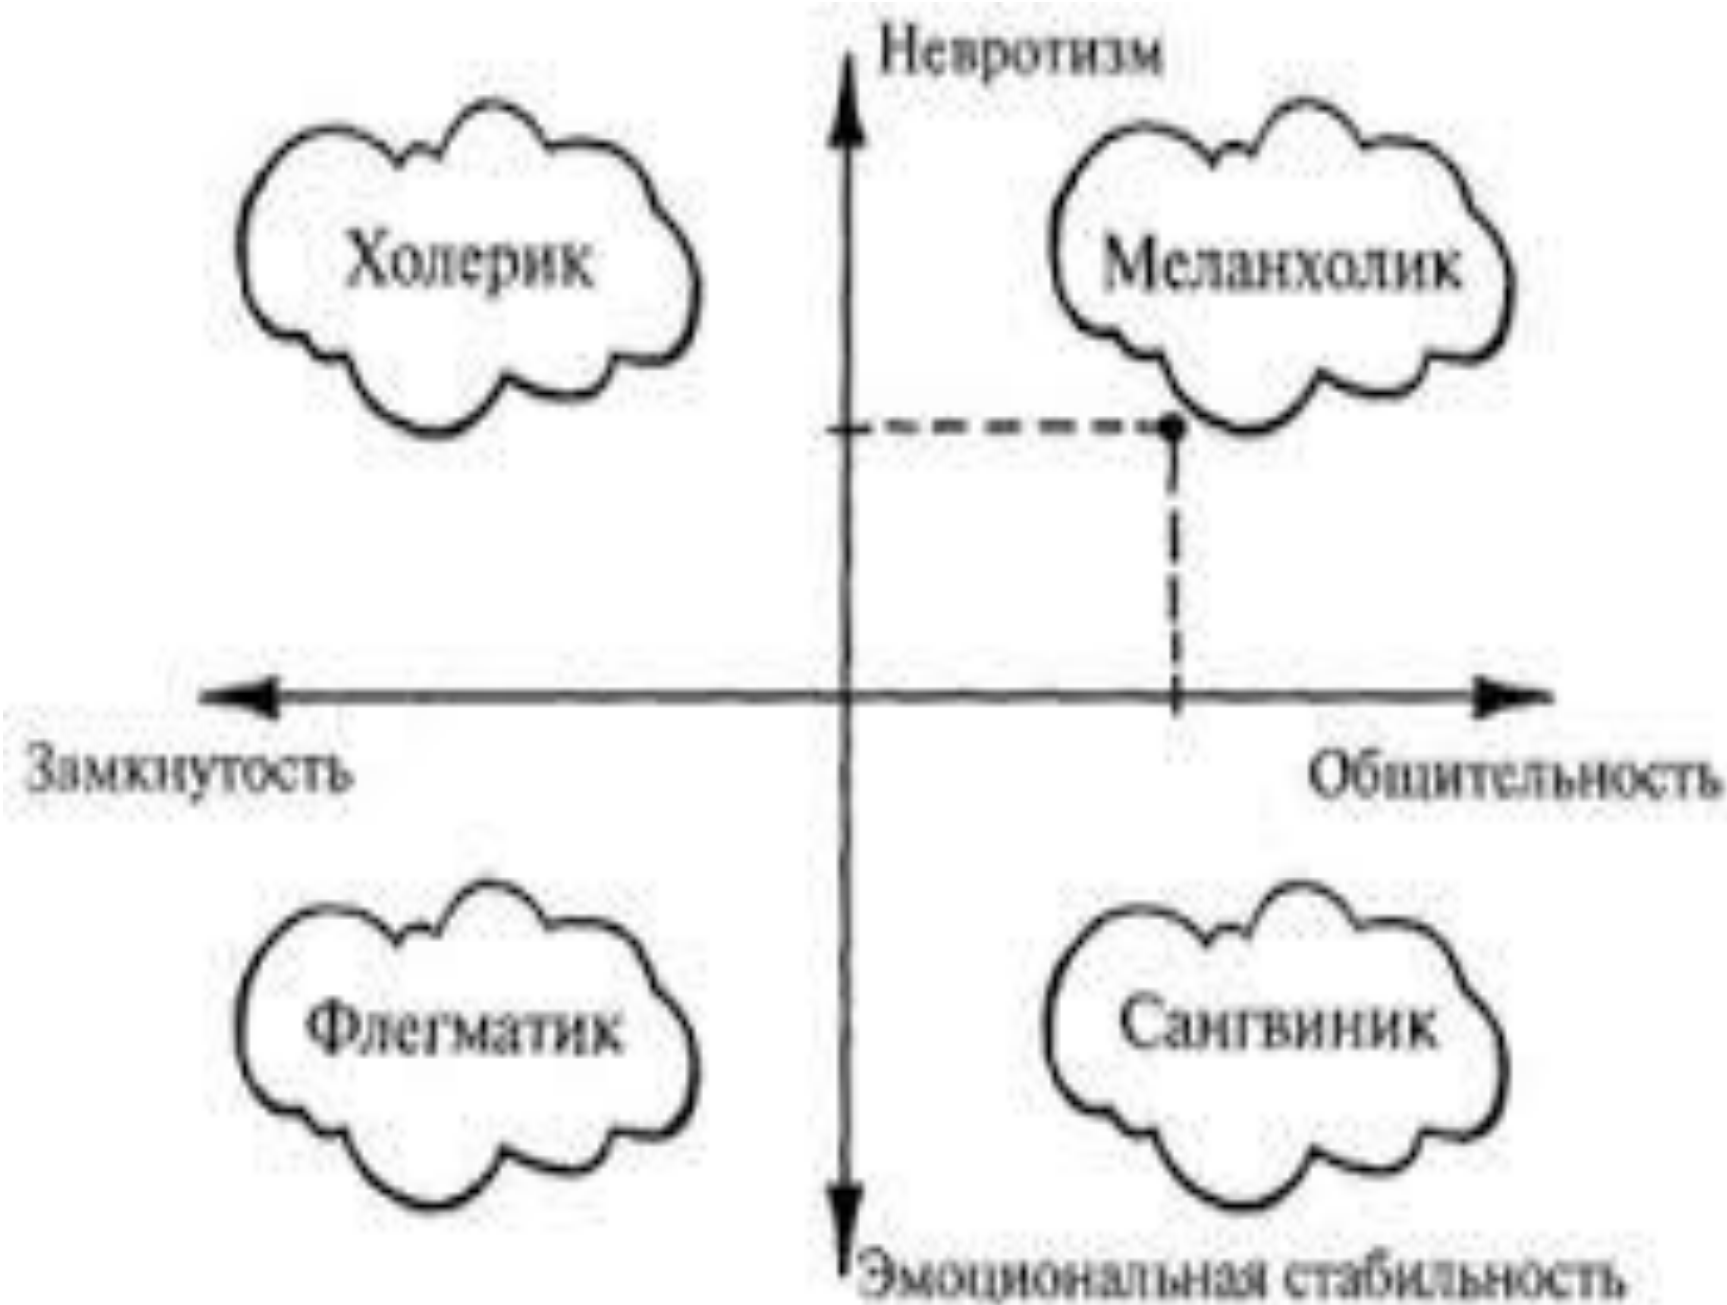 Невротизм
Холерик
Меланхолик
Замкнутость
Общительность
Флегматик
Сангвиник
Эмоциональная стабильность